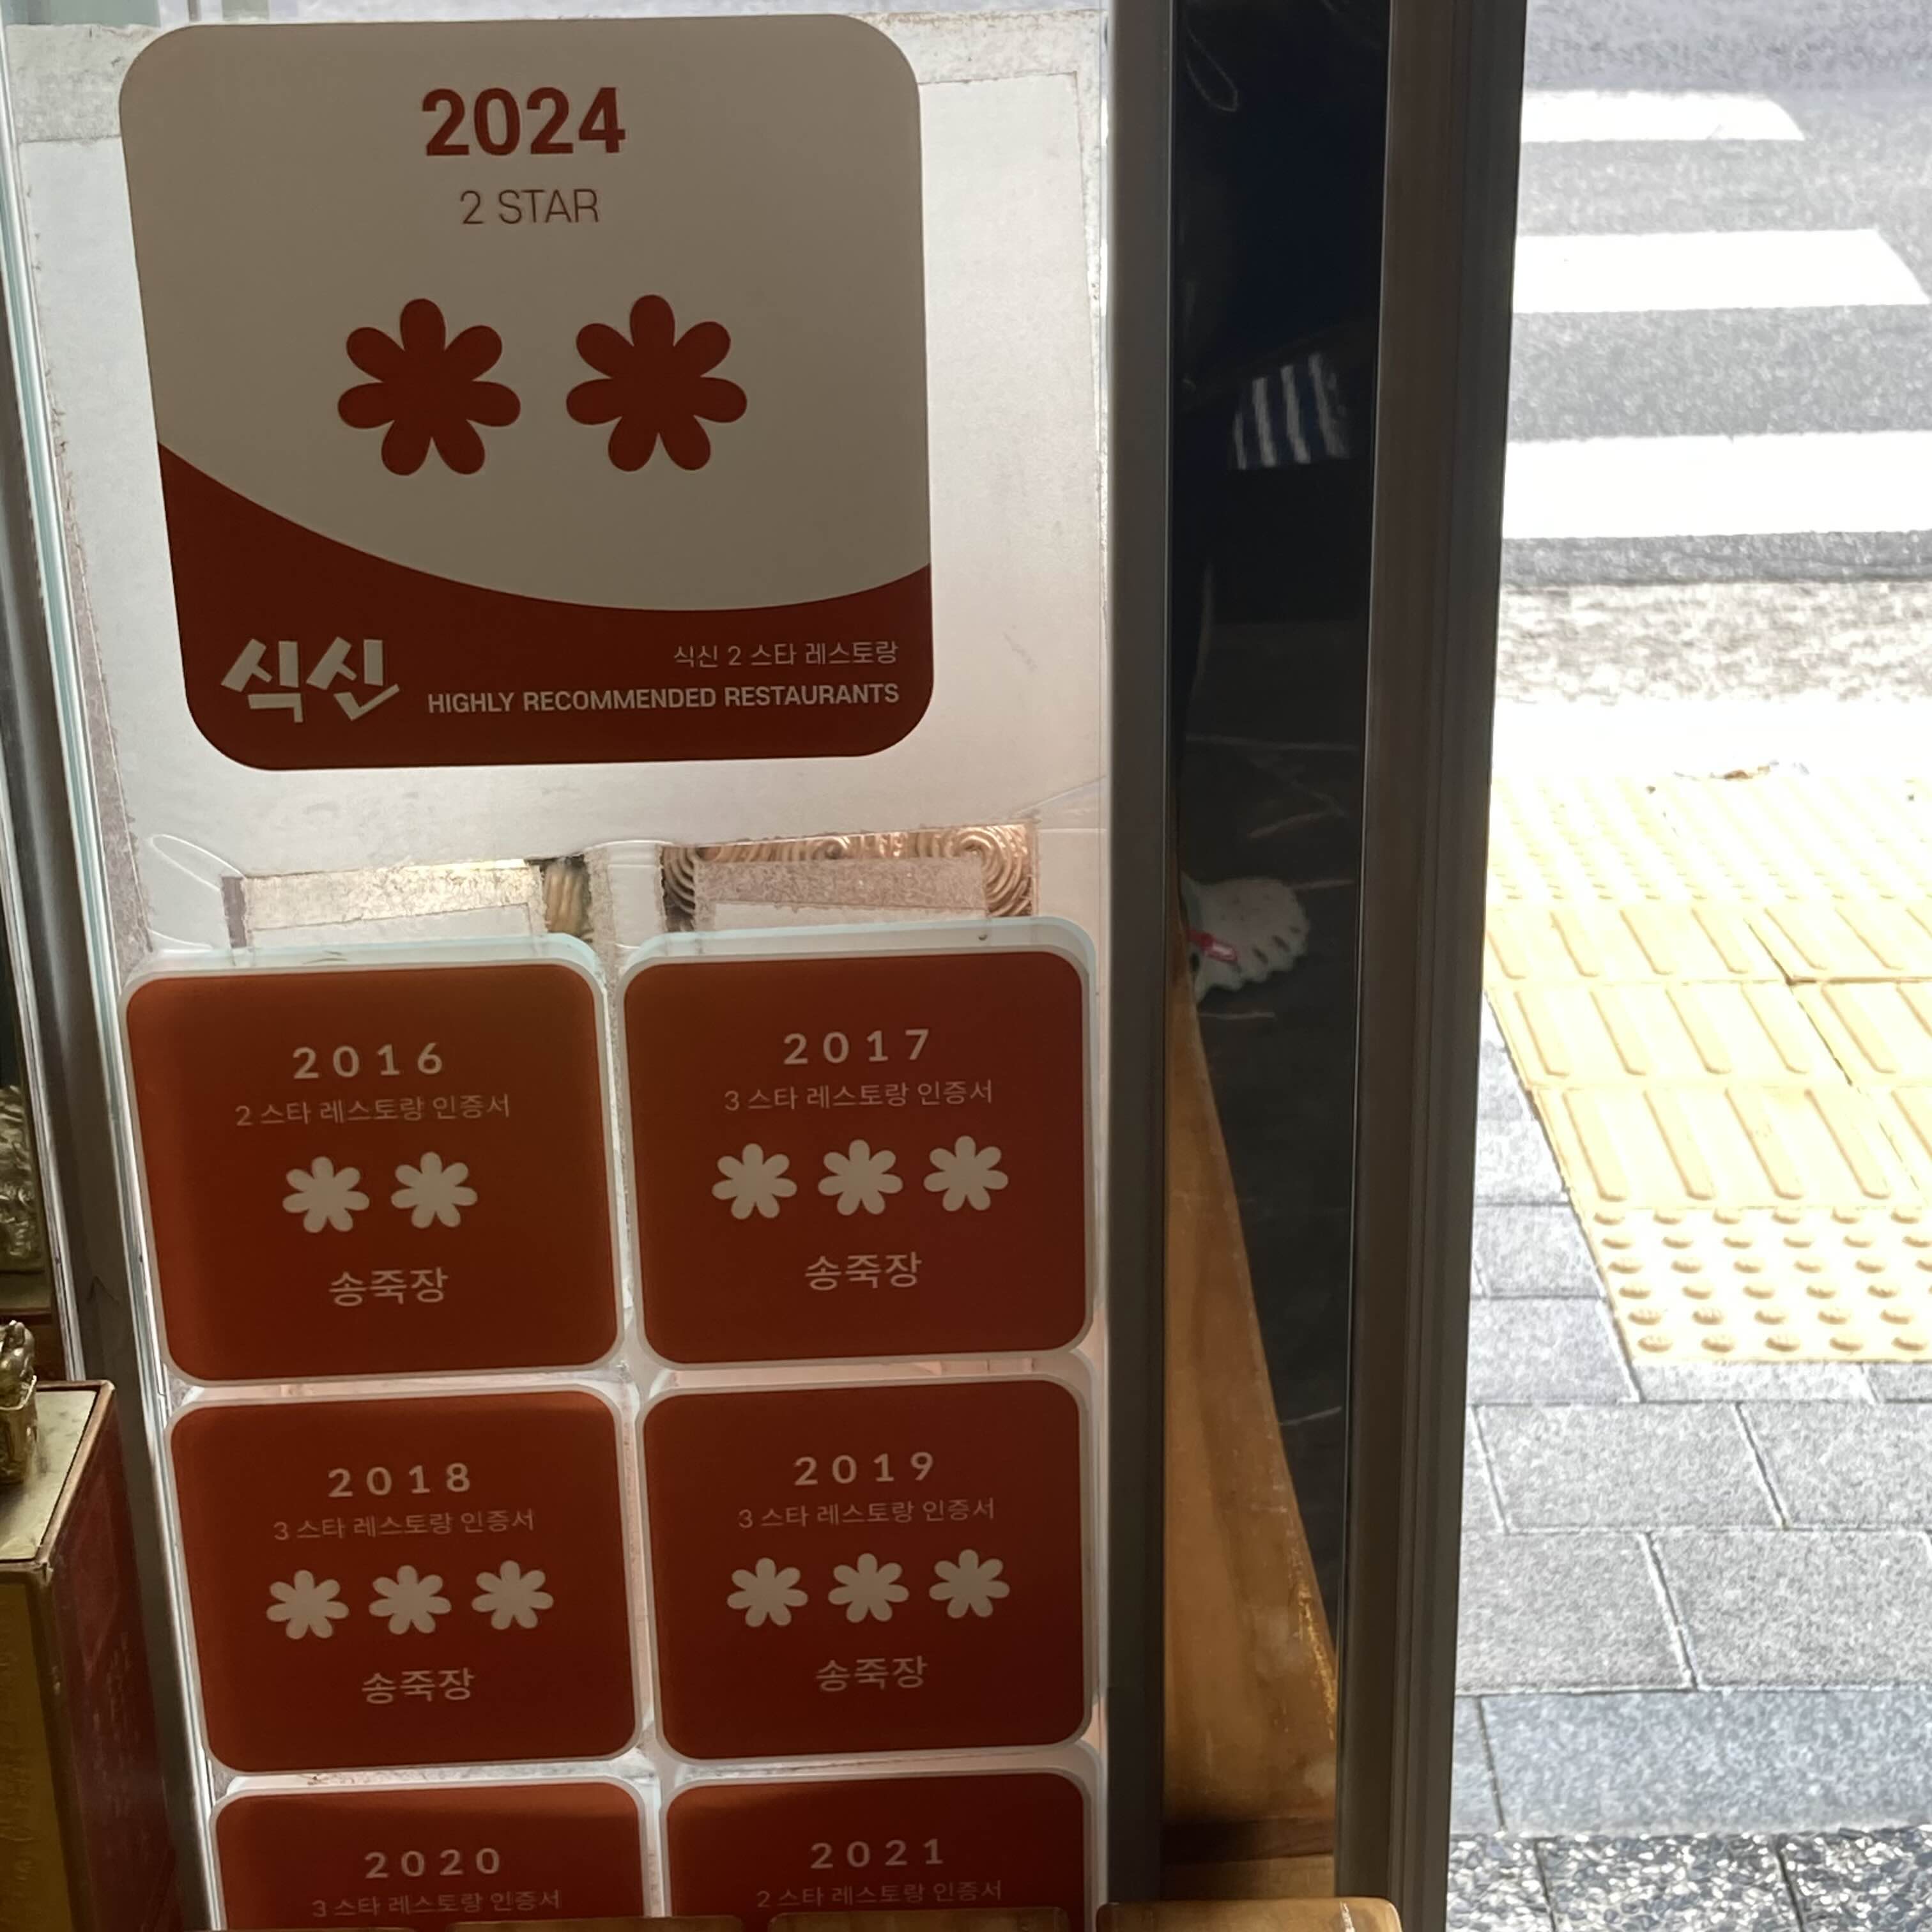 2024
2 STAR
식신
식신 2 스타 레스토랑
HIGHLY RECOMMENDED RESTAURANTS
2016
2 스타 레스토랑 인증서
송죽장
2017
3 스타 레스토랑 인증서
송죽장
2018
3 스타 레스토랑 인증서
송죽장
2019
3 스타 레스토랑 인증서
송죽장
2020
3 스타 레스토랑 인증서
2021
2 스타 레스토랑 인증서